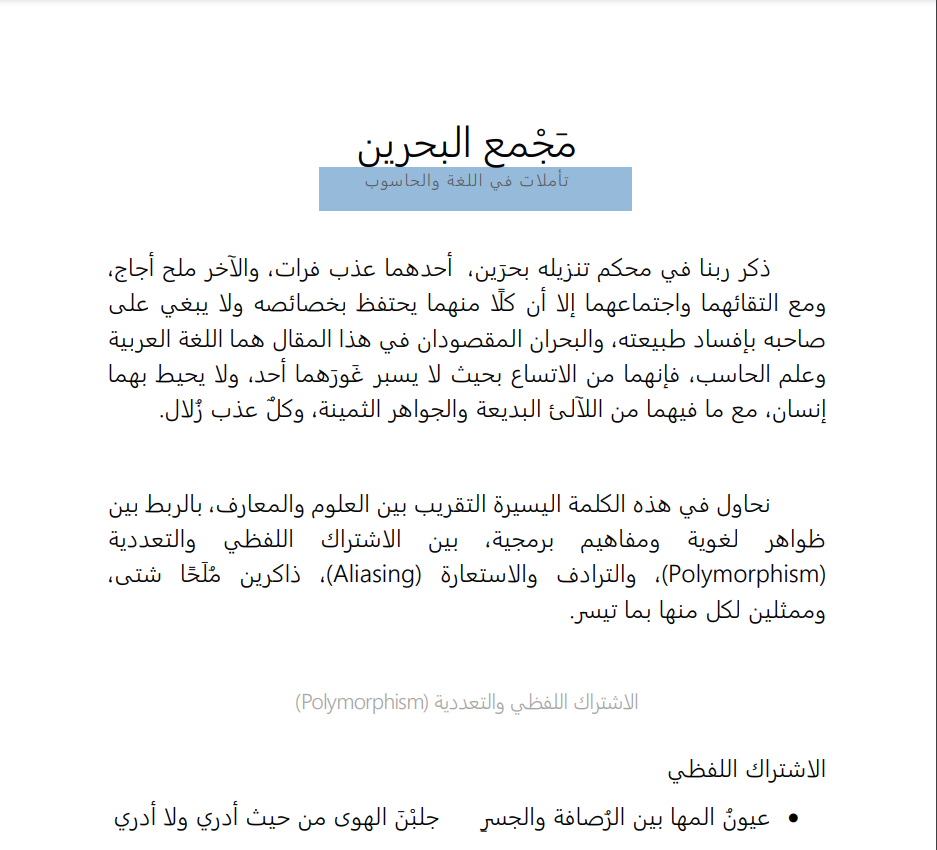 مَجْمع البحرين
تأملات في اللغة والحاسوب
ذكر ربنا في محكم تنزيله بحرَين، أحدهما عذب فرات، والآخر ملح أجاج،
ومع التقائهما واجتماعهما إلا أن كلًا منهما يحتفظ بخصائصه ولا يبغي على
صاحبه بإفساد طبيعته، والبحران المقصودان في هذا المقال هما اللغة العربية
وعلم الحاسب، فإنهما من الاتساع بحيث لا يسبر غَورَهما أحد، ولا يحيط بهما
إنسان، مع ما فيهما من اللآلئ البديعة والجواهر الثمينة، وكلٌ عذب زُلال.
نحاول في هذه الكلمة اليسيرة التقريب بين العلوم والمعارف، بالربط بين
ظواهر لغوية ومفاهيم برمجية، بين الاشتراك اللفظي والتعددية
(Polymorphism)، والترادف والاستعارة (Aliasing)، ذاكرين مُلَحًا شتى،
وممثلين لكل منها بما تيسر.
الاشتراك اللفظي والتعددية (Polymorphism)
الاشتراك اللفظي
• عيونُ المها بين الرُصافة والجسرِ جلبْنَ الهوى من حيث أدري ولا أدري